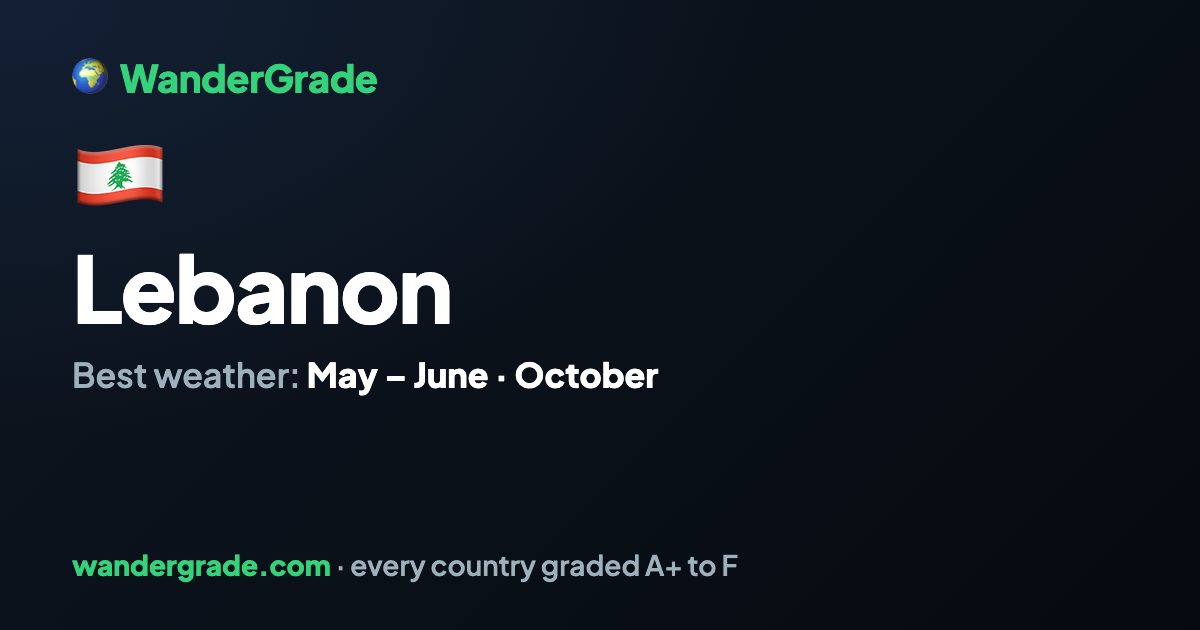 WanderGrade
Lebanon
Best weather: May – June · October
wandergrade.com · every country graded A+ to F